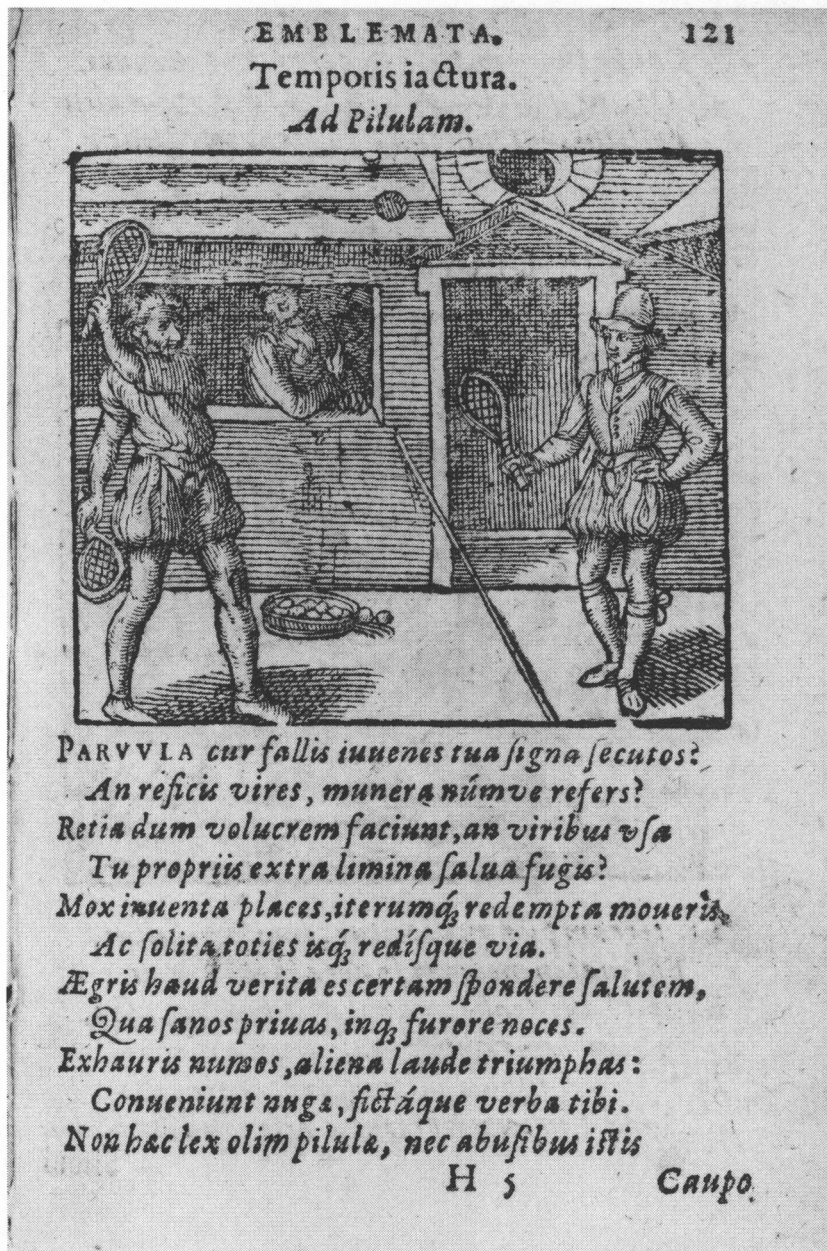 EMBLEMATA. 121
Temporis iactura.
Ad Pilulam.
PARVVLA cur fallis iuuenes tua ſigna ſecutos?
An reficis vires, munera númve refers?
Retia dum volucrem faciunt, an viribus vſa
Tu propriis extra limina ſalua fugis?
Mox inuenta places, iterumq́ꝫ redempta moueris,
Ac ſolita toties isq́ꝫ rediſque via.
Ægris haud verita es certam ſpondere ſalutem,
Qua ſanos priuas, inqꝫ furore noces.
Exhauris numos, aliena laude triumphas:
Conueniunt nugæ, fictáque verba tibi.
Non hæc lex olim pilulæ, nec abuſibus iſtis
H 5 Caupo